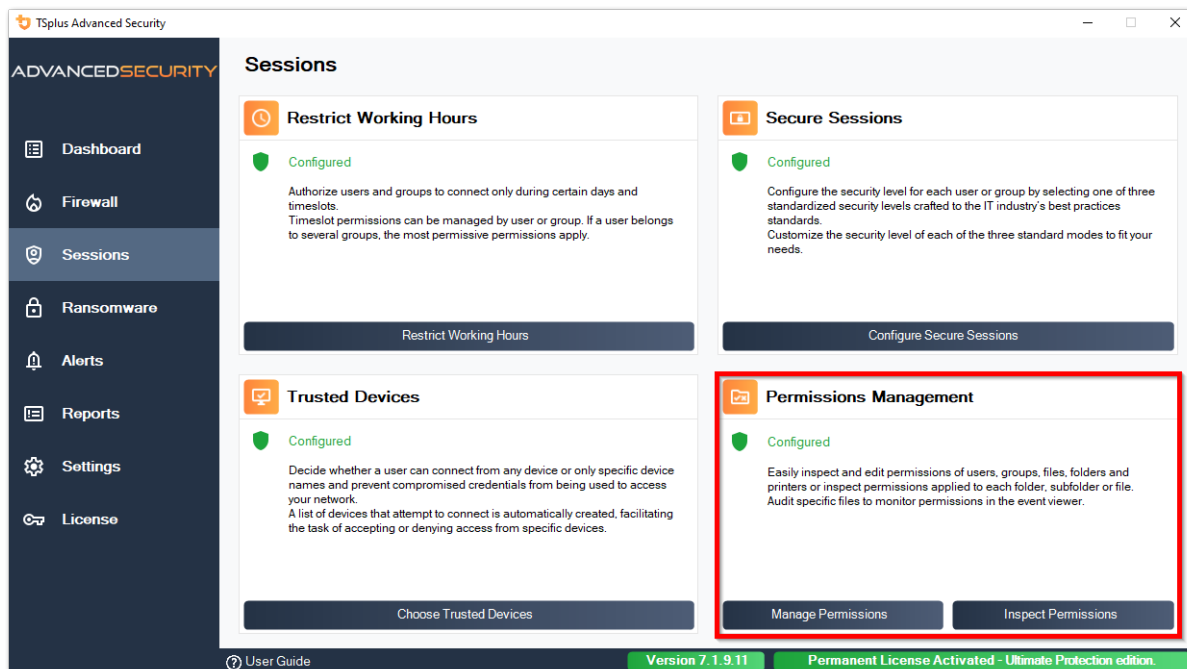 TSplus Advanced Security
ADVANCEDSECURITY
Dashboard
Firewall
Sessions
Ransomware
Alerts
Reports
Settings
License
Sessions
Restrict Working Hours
Configured
Authorize users and groups to connect only during certain days and
timeslots.
Timeslot permissions can be managed by user or group. If a user belongs
to several groups, the most permissive permissions apply.
Restrict Working Hours
Secure Sessions
Configured
Configure the security level for each user or group by selecting one of three
standardized security levels crafted to the IT industry's best practices
standards.
Customize the security level of each of the three standard modes to fit your
needs.
Configure Secure Sessions
Trusted Devices
Configured
Decide whether a user can connect from any device or only specific device
names and prevent compromised credentials from being used to access
your network.
A list of devices that attempt to connect is automatically created, facilitating
the task of accepting or denying access from specific devices.
Choose Trusted Devices
Permissions Management
Configured
Easily inspect and edit permissions of users, groups, files, folders and
printers or inspect permissions applied to each folder, subfolder or file.
Audit specific files to monitor permissions in the event viewer.
Manage Permissions
Inspect Permissions
User Guide
Version 7.1.9.11
Permanent License Activated - Ultimate Protection edition.